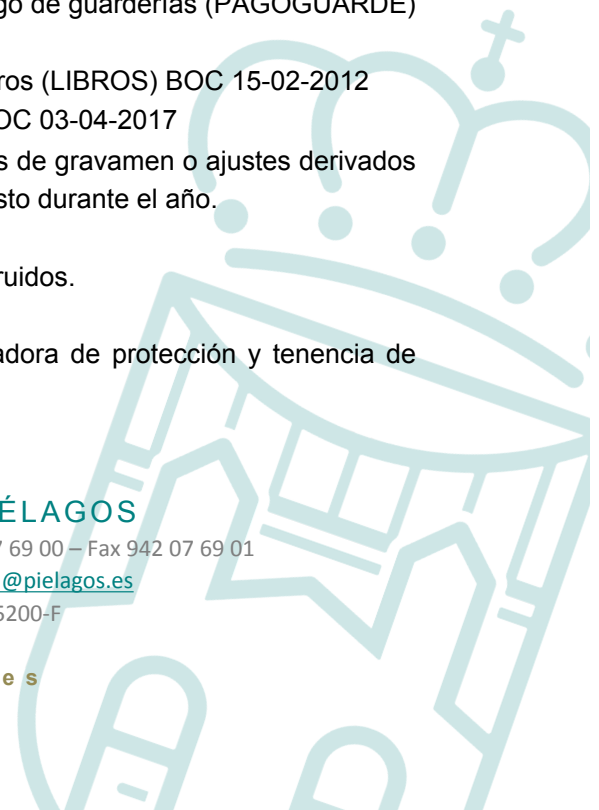 go de guarderías (PAGOGUARDE)
ros (LIBROS) BOC 15-02-2012
OC 03-04-2017
s de gravamen o ajustes derivados
sto durante el año.
ruidos.
adora de protección y tenencia de
ÉLAGOS
7 69 00 – Fax 942 07 69 01
@pielagos.es
5200-F
e s